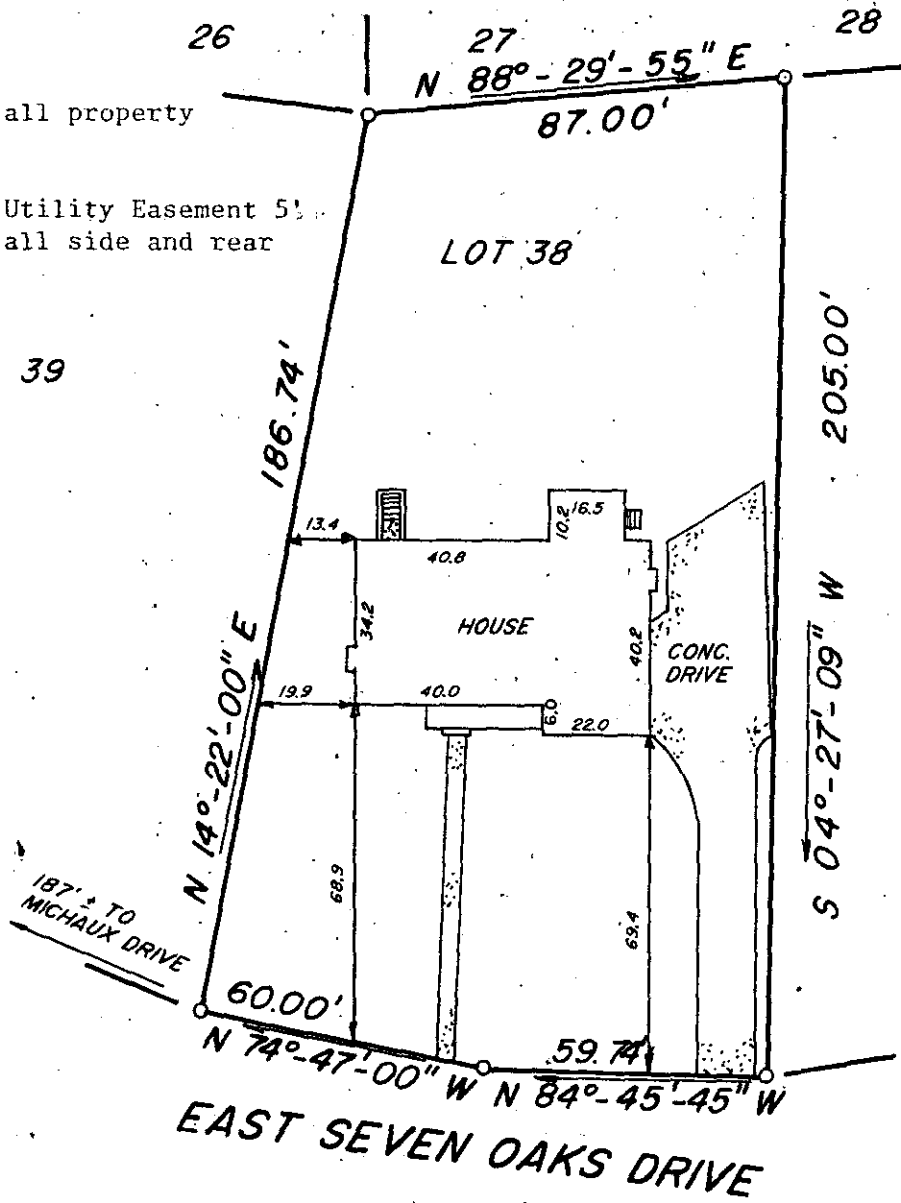 26
27
28
N 88°-29'-55" E
87.00'
all property
Utility Easement 5'
all side and rear
LOT 38
39
186.74'
205.00'
13.4
40.8
10.2
16.5
34.2
HOUSE
40.2
CONC.
DRIVE
N 14°-22'-00" E
19.9
40.0
6.0
22.0
S 04°-27'-09" W
68.9
69.4
187' ± TO
MICHAUX DRIVE
60.00'
N 74°-47'-00" W
59.74'
N 84°-45'-45" W
EAST SEVEN OAKS DRIVE